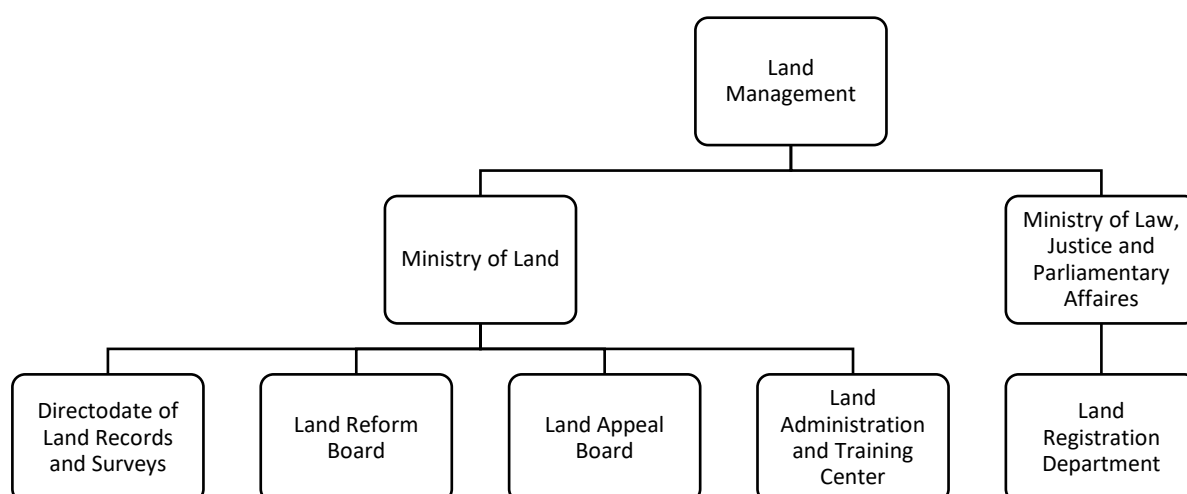 Land
Management
Ministry of Land
Ministry of Law,
Justice and
Parliamentary
Affaires
Directodate of
Land Records
and Surveys
Land Reform
Board
Land Appeal
Board
Land
Administration
and Training
Center
Land
Registration
Department